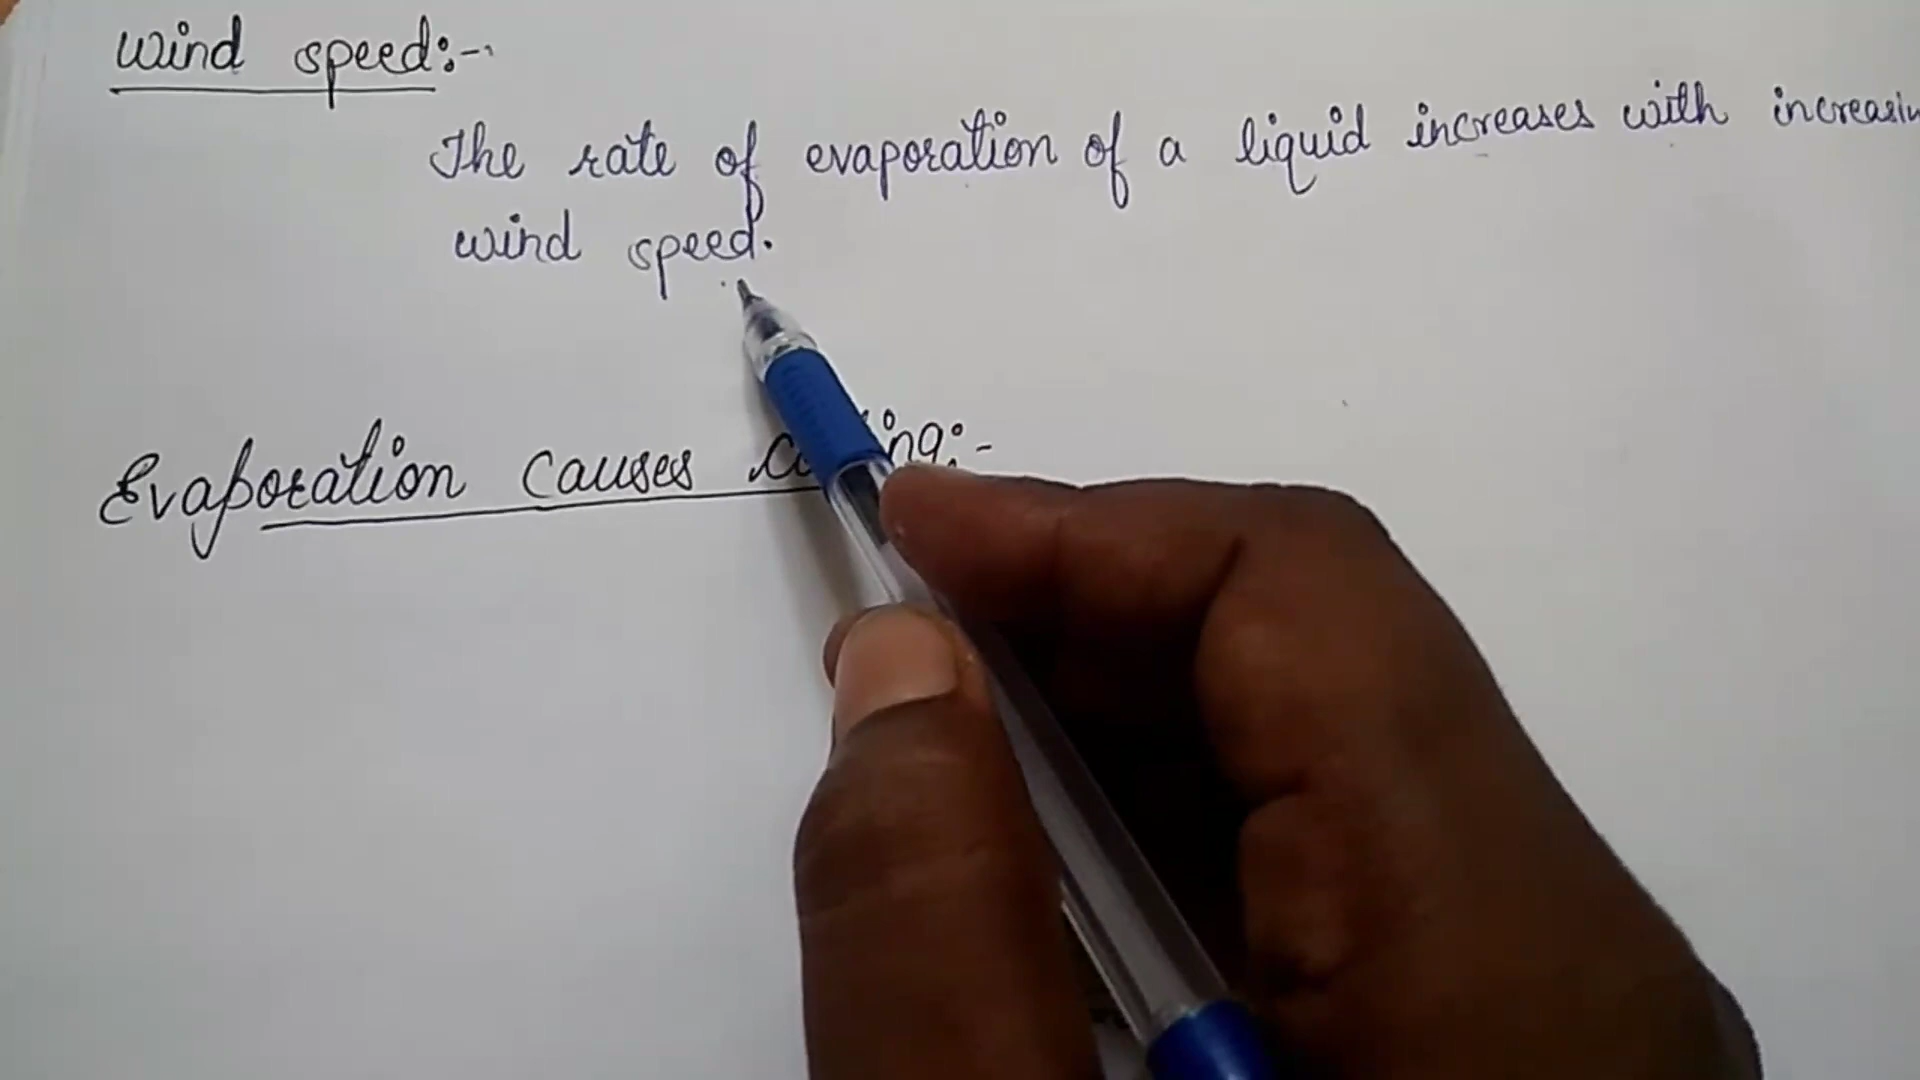 Wind speed:-
The rate of evaporation of a liquid increases with
wind speed.
Evaporation causes